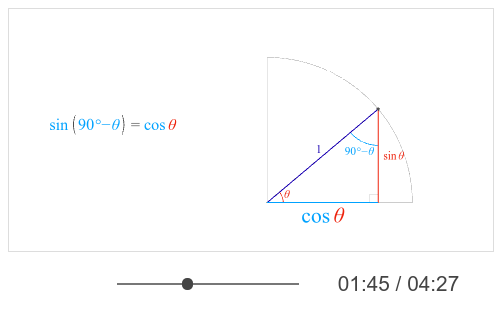 sin (90°−θ) = cos θ
1
90°−θ
sin θ
θ
cos θ
01:45 / 04:27